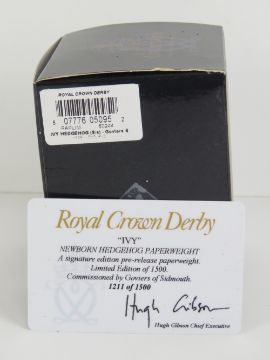 ROYAL CROWN DERBY
5 07776 05095 2
IVY HEDGEHOG (S/E) - Goviers S
Royal Crown Derby
"IVY"
NEWBORN HEDGEHOG PAPERWEIGHT
A signature edition pre-release paperweight.
Limited Edition of 1500.
Commissioned by Goviers of Sidmouth.
1211 of 1500
Hugh Gibson
Hugh Gibson Chief Executive